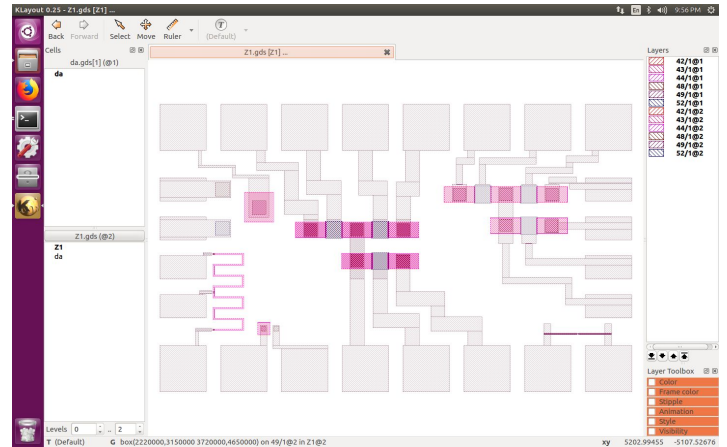 KLayout 0.25 - Z1.gds [Z1] ...
En
9:56 PM
Back
Forward
Select
Move
Ruler
(Default)
Cells
da.gds[1] (@1)
da
Z1.gds (@2)
Z1
da
Levels 0 .. 2
Z1.gds [Z1] ...
Layers
42/1@1
43/1@1
44/1@1
48/1@1
49/1@1
52/1@1
42/1@2
43/1@2
44/1@2
48/1@2
49/1@2
52/1@2
Layer Toolbox
Color
Frame color
Stipple
Animation
Style
Visibility
T (Default) G box(2220000,3150000 3720000,4650000) on 49/1@2 in Z1@2 xy 5202.99455 -5107.52676